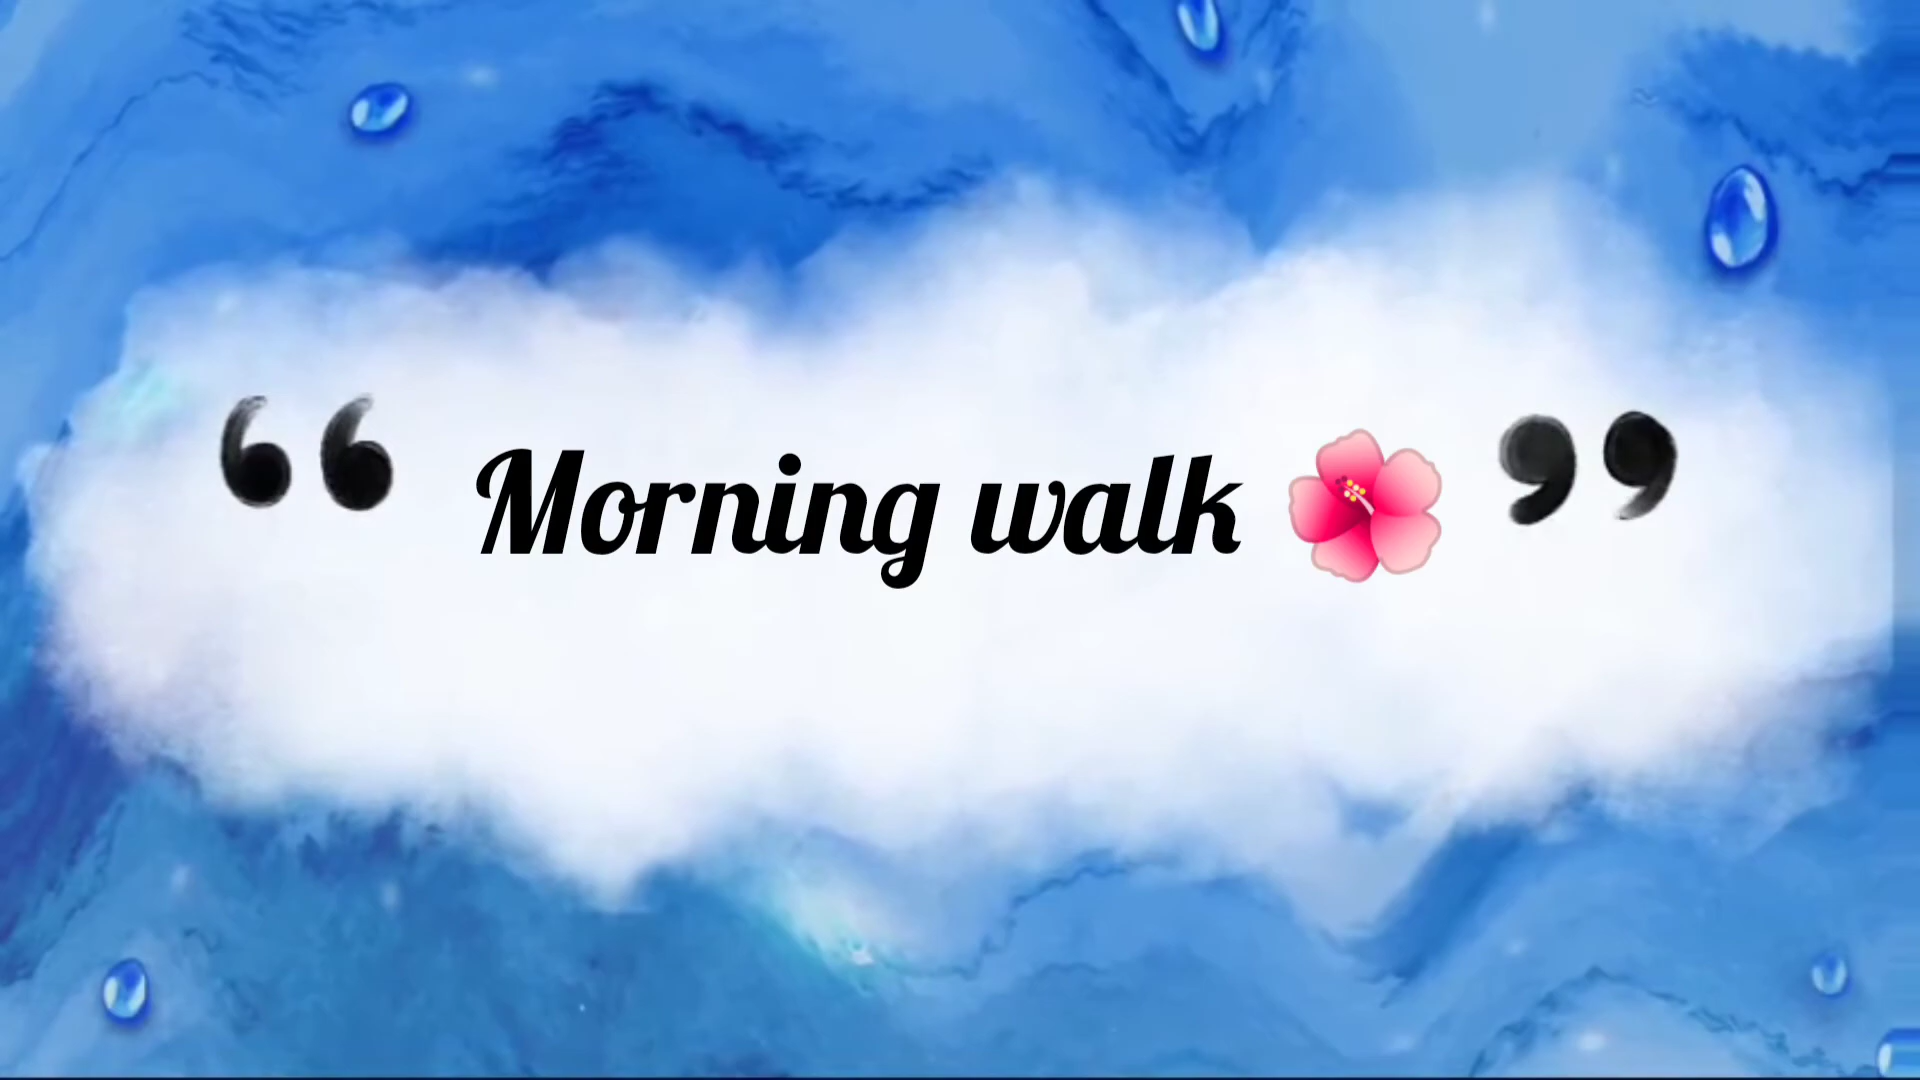 “ Morning walk 🌺 ”